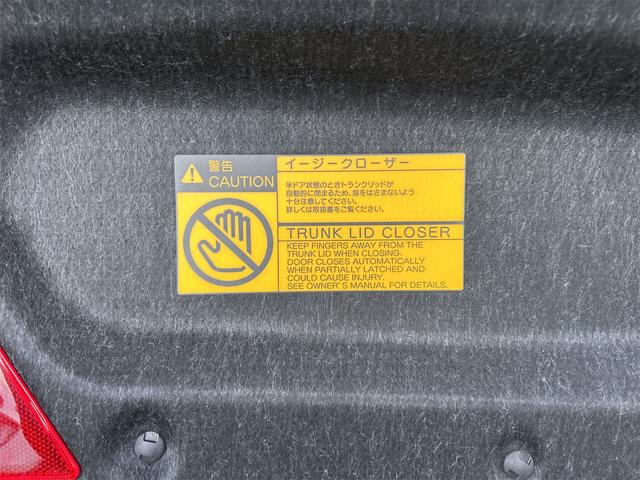 警告
CAUTION
イージークローザー
半ドア状態のときトランクリッドが
自動的に閉まるため、指をはさまないよう
十分注意してください。
詳しくは取扱書をご覧ください。
TRUNK LID CLOSER
KEEP FINGERS AWAY FROM THE
TRUNK LID WHEN CLOSING.
DOOR CLOSES AUTOMATICALLY
WHEN PARTIALLY LATCHED AND
COULD CAUSE INJURY.
SEE OWNER'S MANUAL FOR DETAILS.